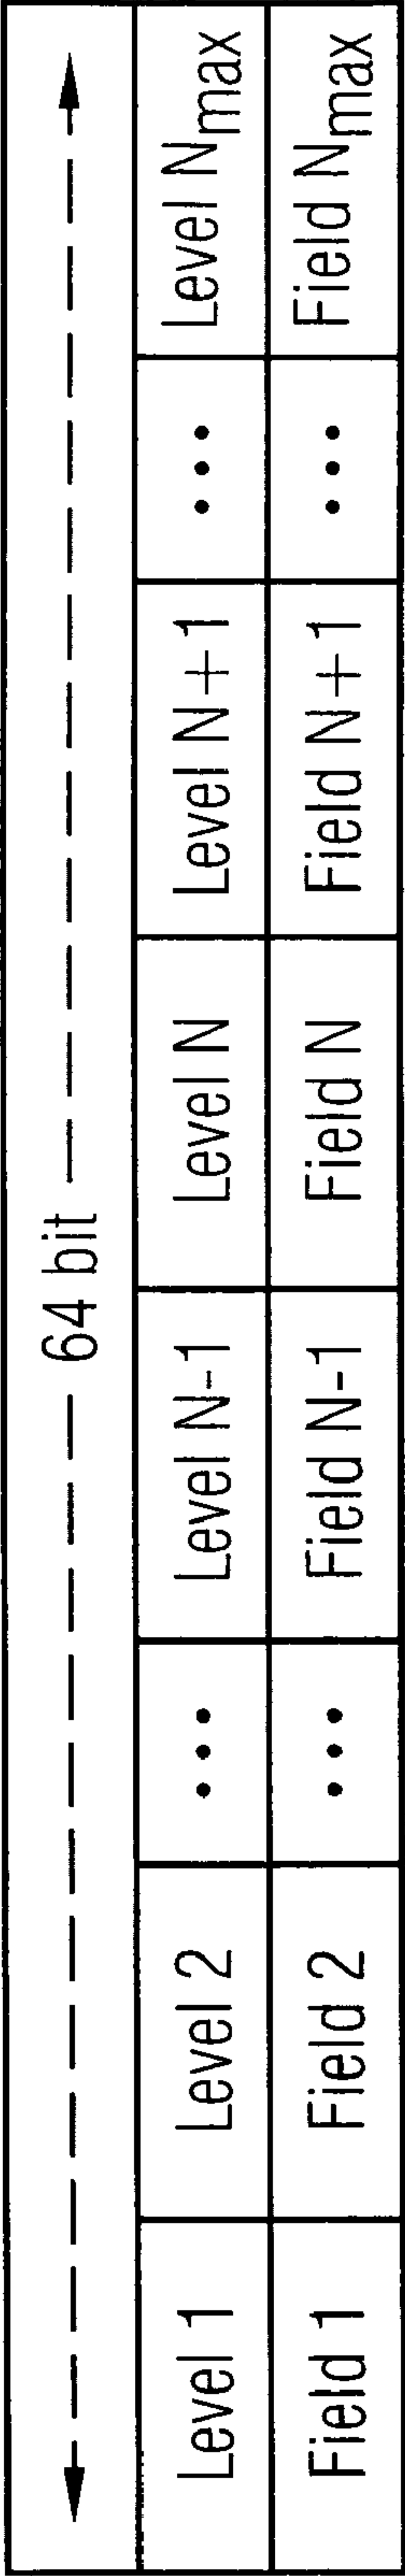 64 bit
Level 1 Level 2 ••• Level N-1 Level N Level N+1 ••• Level Nmax
Field 1 Field 2 ••• Field N-1 Field N Field N+1 ••• Field Nmax